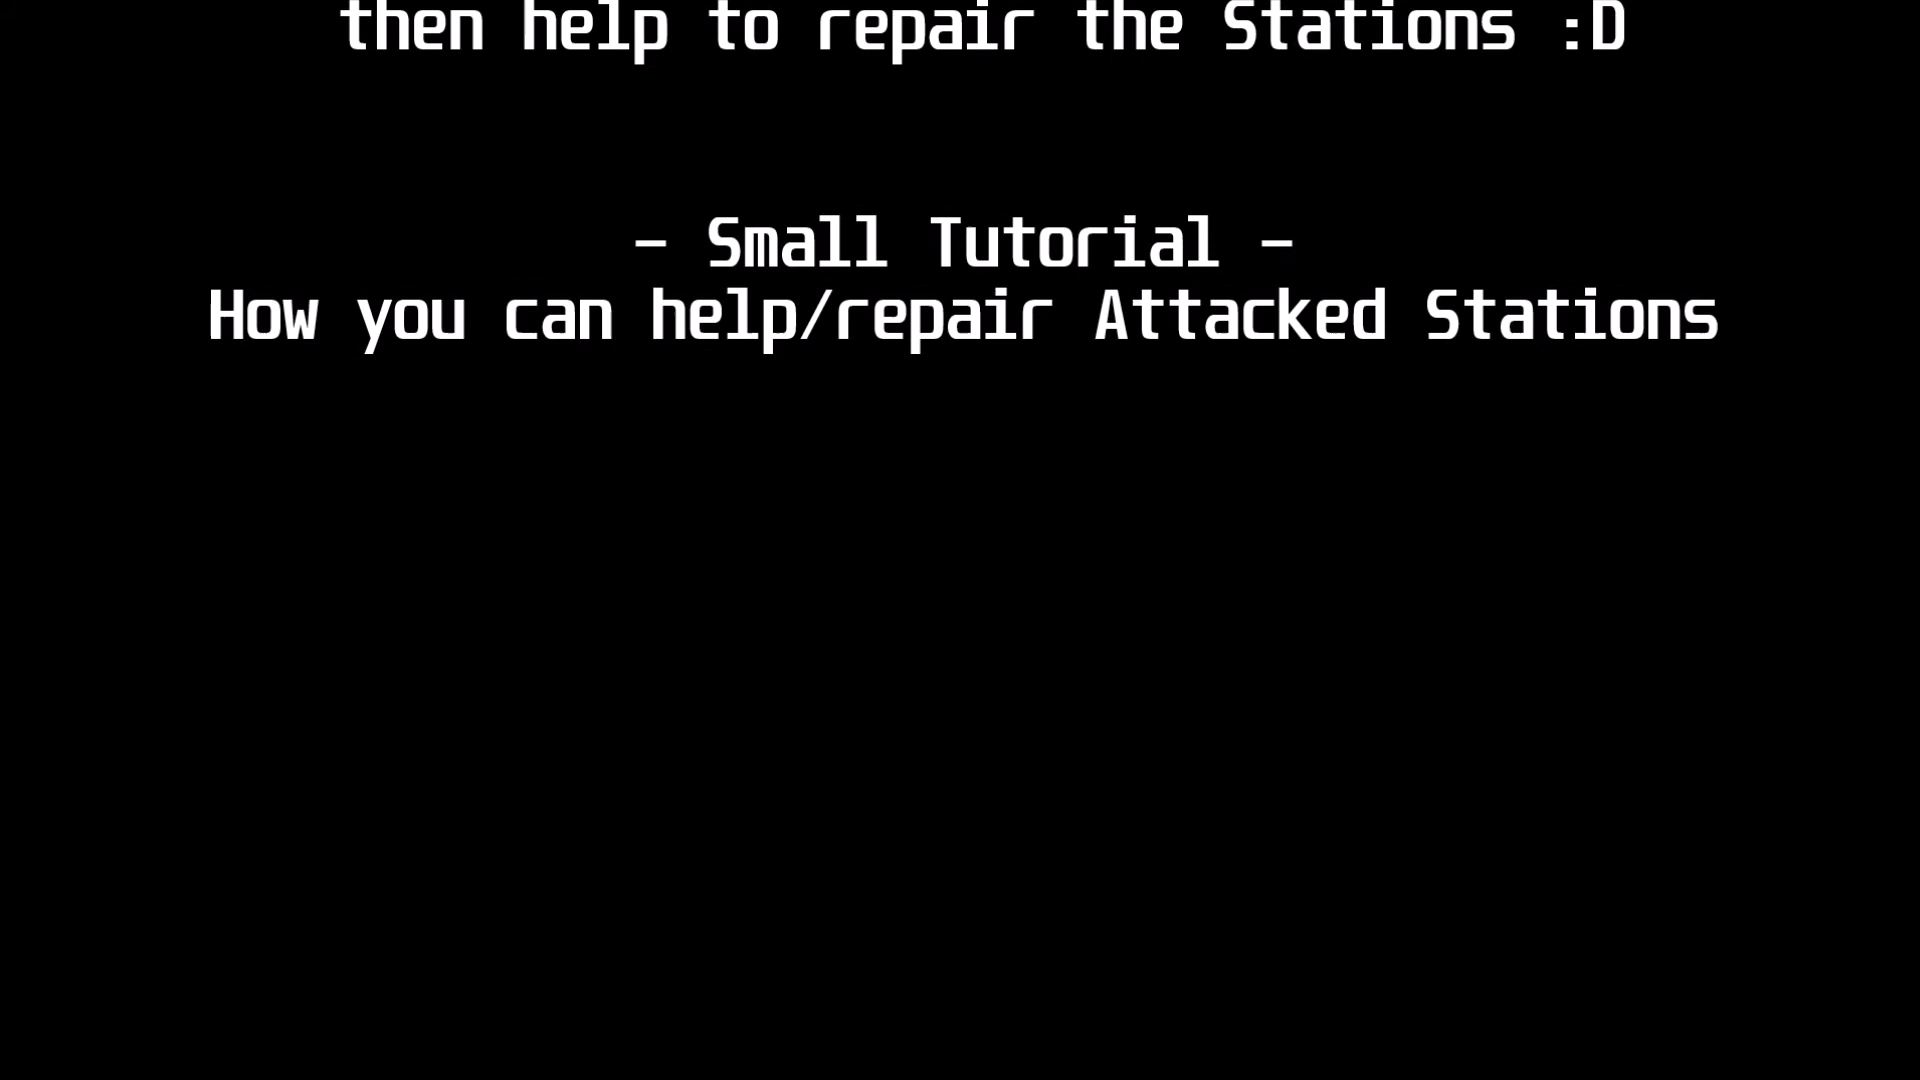 then help to repair the Stations :D
- Small Tutorial -
How you can help/repair Attacked Stations